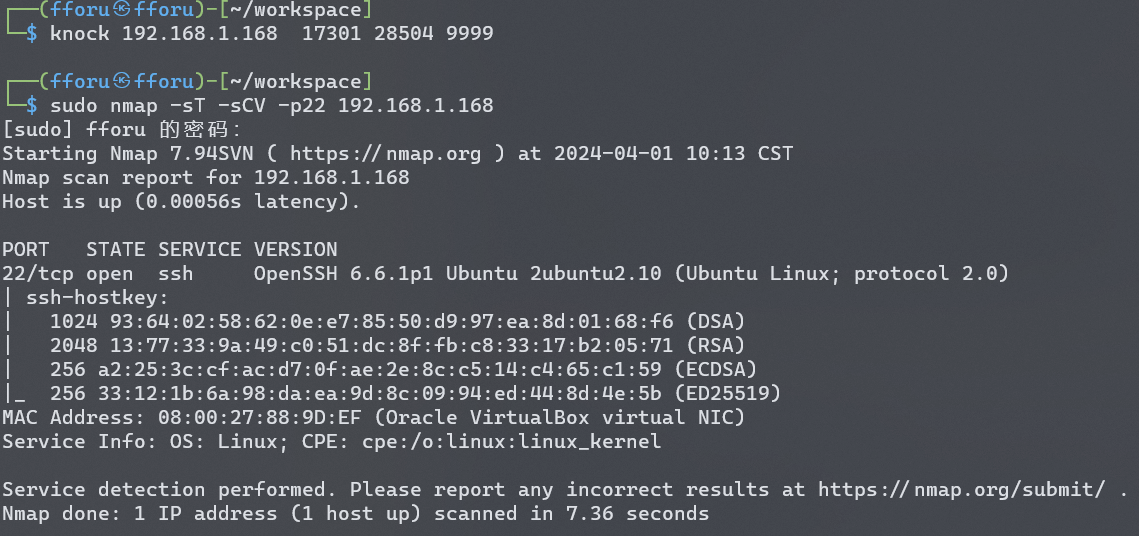 ┌──(fforu㉿fforu)-[~/workspace]
└─$ knock 192.168.1.168  17301 28504 9999
┌──(fforu㉿fforu)-[~/workspace]
└─$ sudo nmap -sT -sCV -p22 192.168.1.168
[sudo] fforu 的密码：
Starting Nmap 7.94SVN ( https://nmap.org ) at 2024-04-01 10:13 CST
Nmap scan report for 192.168.1.168
Host is up (0.00056s latency).
PORT   STATE SERVICE VERSION
22/tcp open  ssh     OpenSSH 6.6.1p1 Ubuntu 2ubuntu2.10 (Ubuntu Linux; protocol 2.0)
| ssh-hostkey:
|   1024 93:64:02:58:62:0e:e7:85:50:d9:97:ea:8d:01:68:f6 (DSA)
|   2048 13:77:33:9a:49:c0:51:dc:8f:fb:c8:33:17:b2:05:71 (RSA)
|   256 a2:25:3c:cf:ac:d7:0f:ae:2e:8c:c5:14:c4:65:c1:59 (ECDSA)
|_  256 33:12:1b:6a:98:da:ea:9d:8c:09:94:ed:44:8d:4e:5b (ED25519)
MAC Address: 08:00:27:88:9D:EF (Oracle VirtualBox virtual NIC)
Service Info: OS: Linux; CPE: cpe:/o:linux:linux_kernel
Service detection performed. Please report any incorrect results at https://nmap.org/submit/ .
Nmap done: 1 IP address (1 host up) scanned in 7.36 seconds